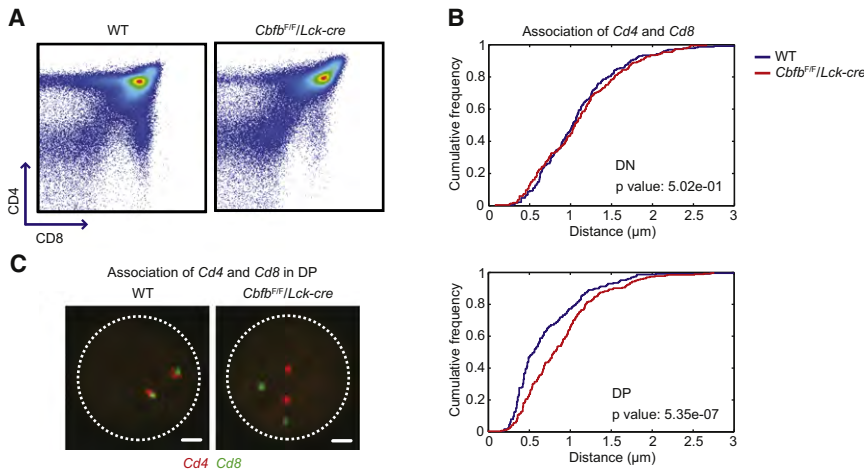 A
WT
Cbfb^F/F/Lck-cre
CD4
CD8
B
Association of Cd4 and Cd8
WT
Cbfb^F/F/Lck-cre
Cumulative frequency
1
0.8
0.6
0.4
0.2
0
0.5
1
1.5
2
2.5
3
DN
p value: 5.02e-01
Distance (µm)
C
Association of Cd4 and Cd8 in DP
WT
Cbfb^F/F/Lck-cre
Cd4 Cd8
Cumulative frequency
1
0.8
0.6
0.4
0.2
0
0
0.5
1
1.5
2
2.5
3
DP
p value: 5.35e-07
Distance (µm)